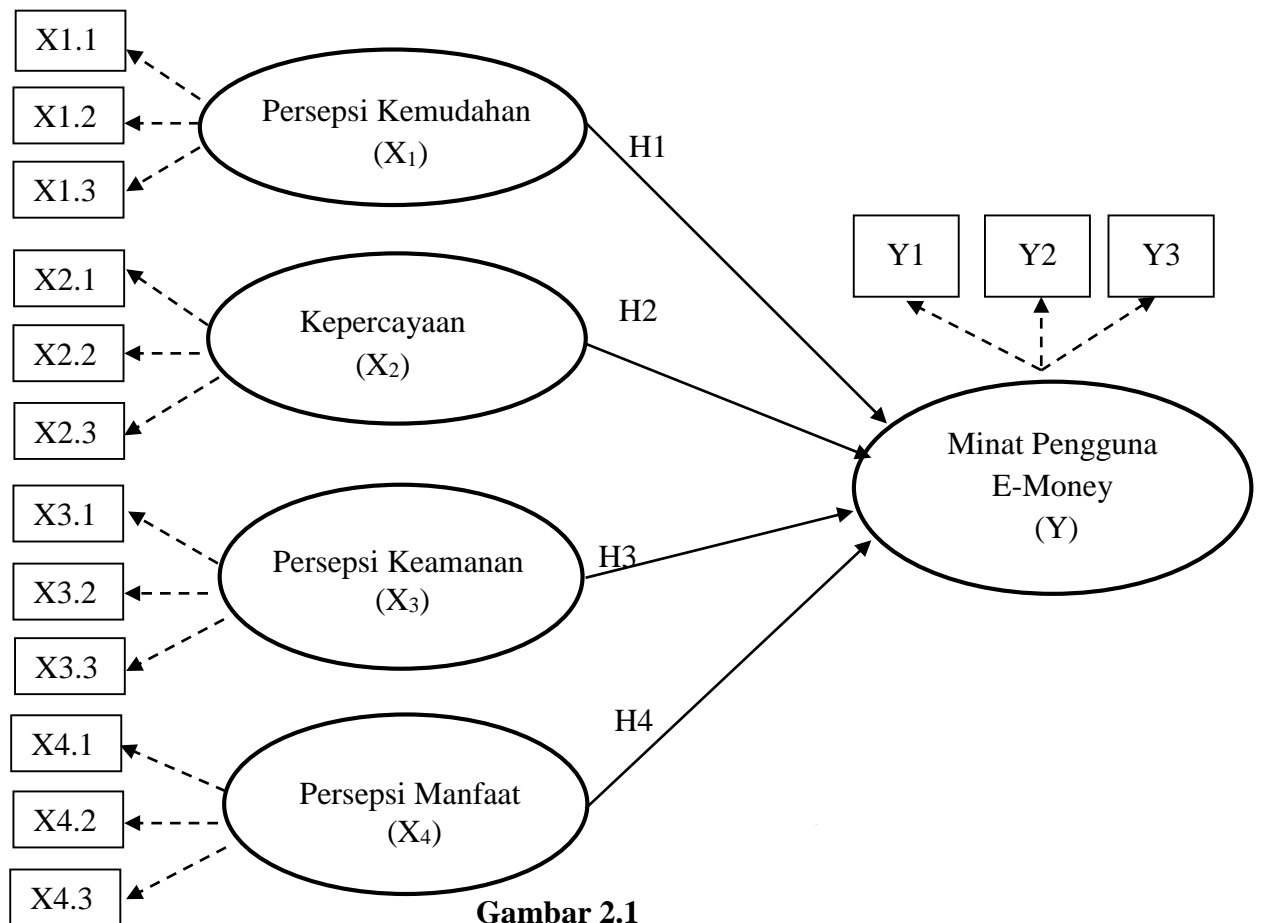 X1.1
X1.2
X1.3
Persepsi Kemudahan
(X₁)
H1
X2.1
X2.2
X2.3
Kepercayaan
(X₂)
H2
Y1
Y2
Y3
Minat Pengguna
E-Money
(Y)
X3.1
X3.2
X3.3
Persepsi Keamanan
(X₃)
H3
X4.1
X4.2
X4.3
Persepsi Manfaat
(X₄)
H4
Gambar 2.1